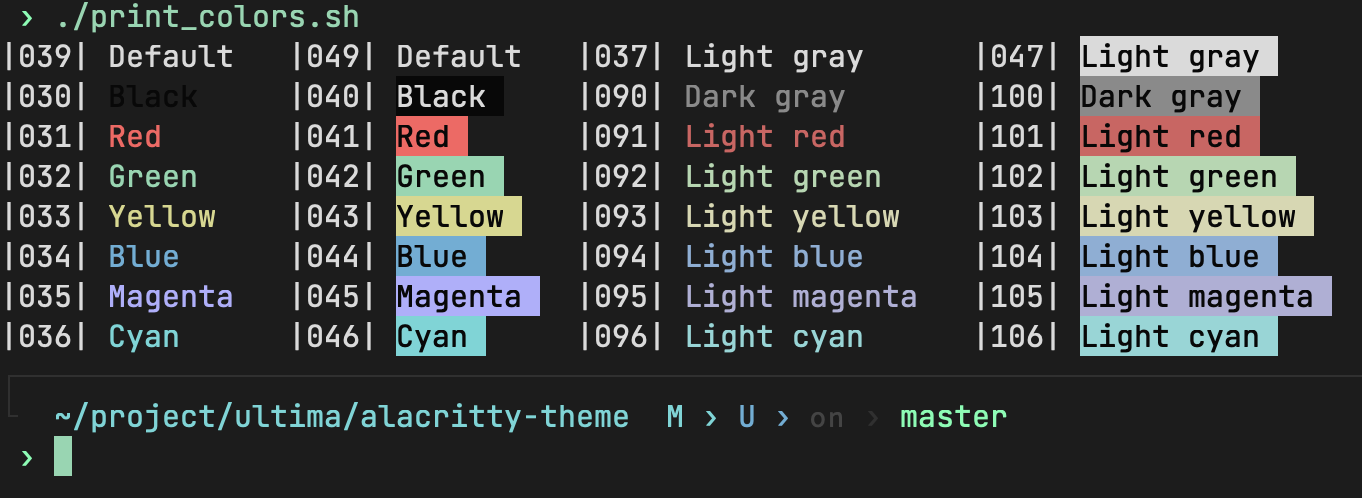 › ./print_colors.sh
|039| Default |049| Default |037| Light gray |047| Light gray
|030| Black |040| Black |090| Dark gray |100| Dark gray
|031| Red |041| Red |091| Light red |101| Light red
|032| Green |042| Green |092| Light green |102| Light green
|033| Yellow |043| Yellow |093| Light yellow |103| Light yellow
|034| Blue |044| Blue |094| Light blue |104| Light blue
|035| Magenta |045| Magenta |095| Light magenta |105| Light magenta
|036| Cyan |046| Cyan |096| Light cyan |106| Light cyan
~/project/ultima/alacritty-theme M › U › on › master
›